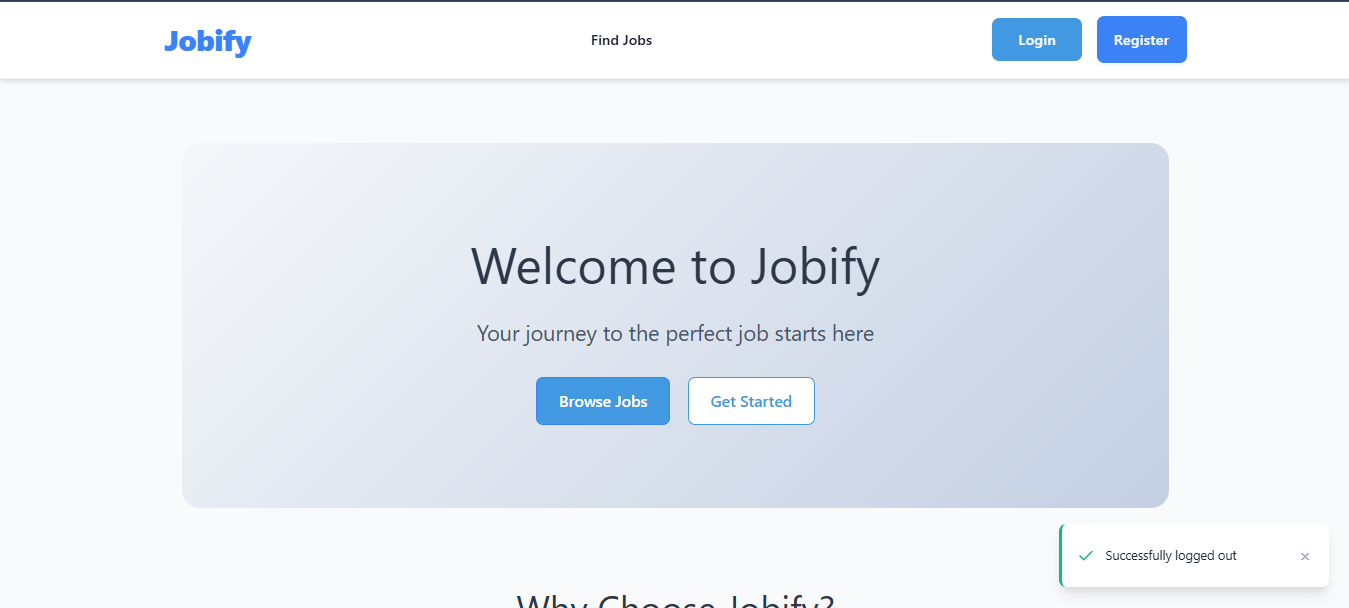 Jobify
Find Jobs
Login
Register
Welcome to Jobify
Your journey to the perfect job starts here
Browse Jobs
Get Started
Successfully logged out
Why Choose Jobify?